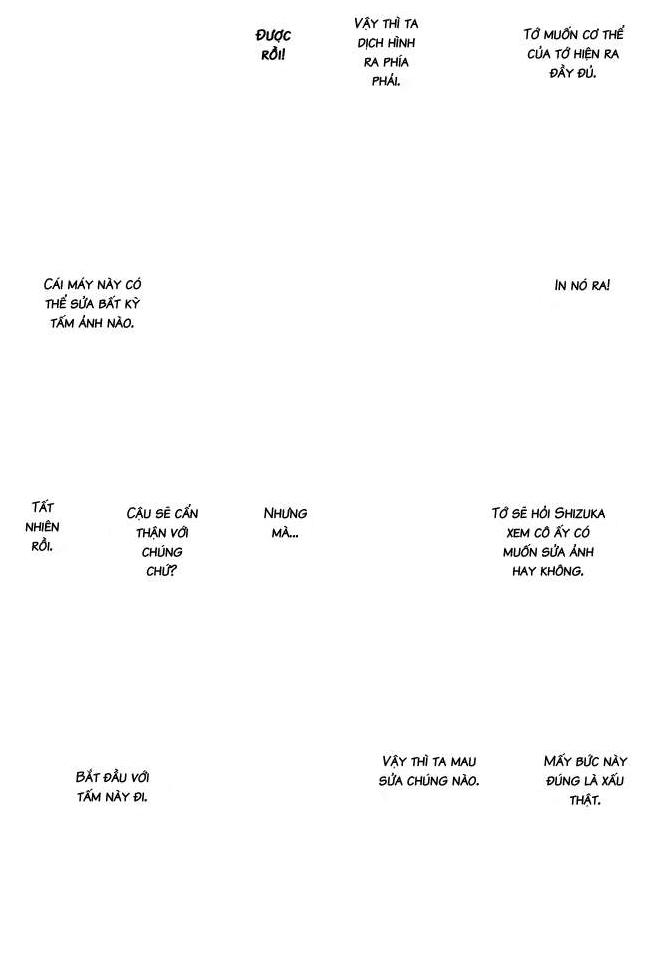 TỚ MUỐN CƠ THỂ
CỦA TỚ HIỆN RA
ĐẦY ĐỦ.
VẬY THÌ TA
DỊCH HÌNH
RA PHÍA
PHẢI.
ĐƯỢC
RỒI!
IN NÓ RA!
CÁI MÁY NÀY CÓ
THỂ SỬA BẤT KỲ
TẤM ẢNH NÀO.
TỚ SẼ HỎI SHIZUKA
XEM CÔ ẤY CÓ
MUỐN SỬA ẢNH
HAY KHÔNG.
NHƯNG
MÀ...
CẬU SẼ CẨN
THẬN VỚI
CHÚNG
CHỨ?
TẤT
NHIÊN
RỒI.
MẤY BỨC NÀY
ĐÚNG LÀ XẤU
THẬT.
VẬY THÌ TA MAU
SỬA CHÚNG NÀO.
BẮT ĐẦU VỚI
TẤM NÀY ĐI.